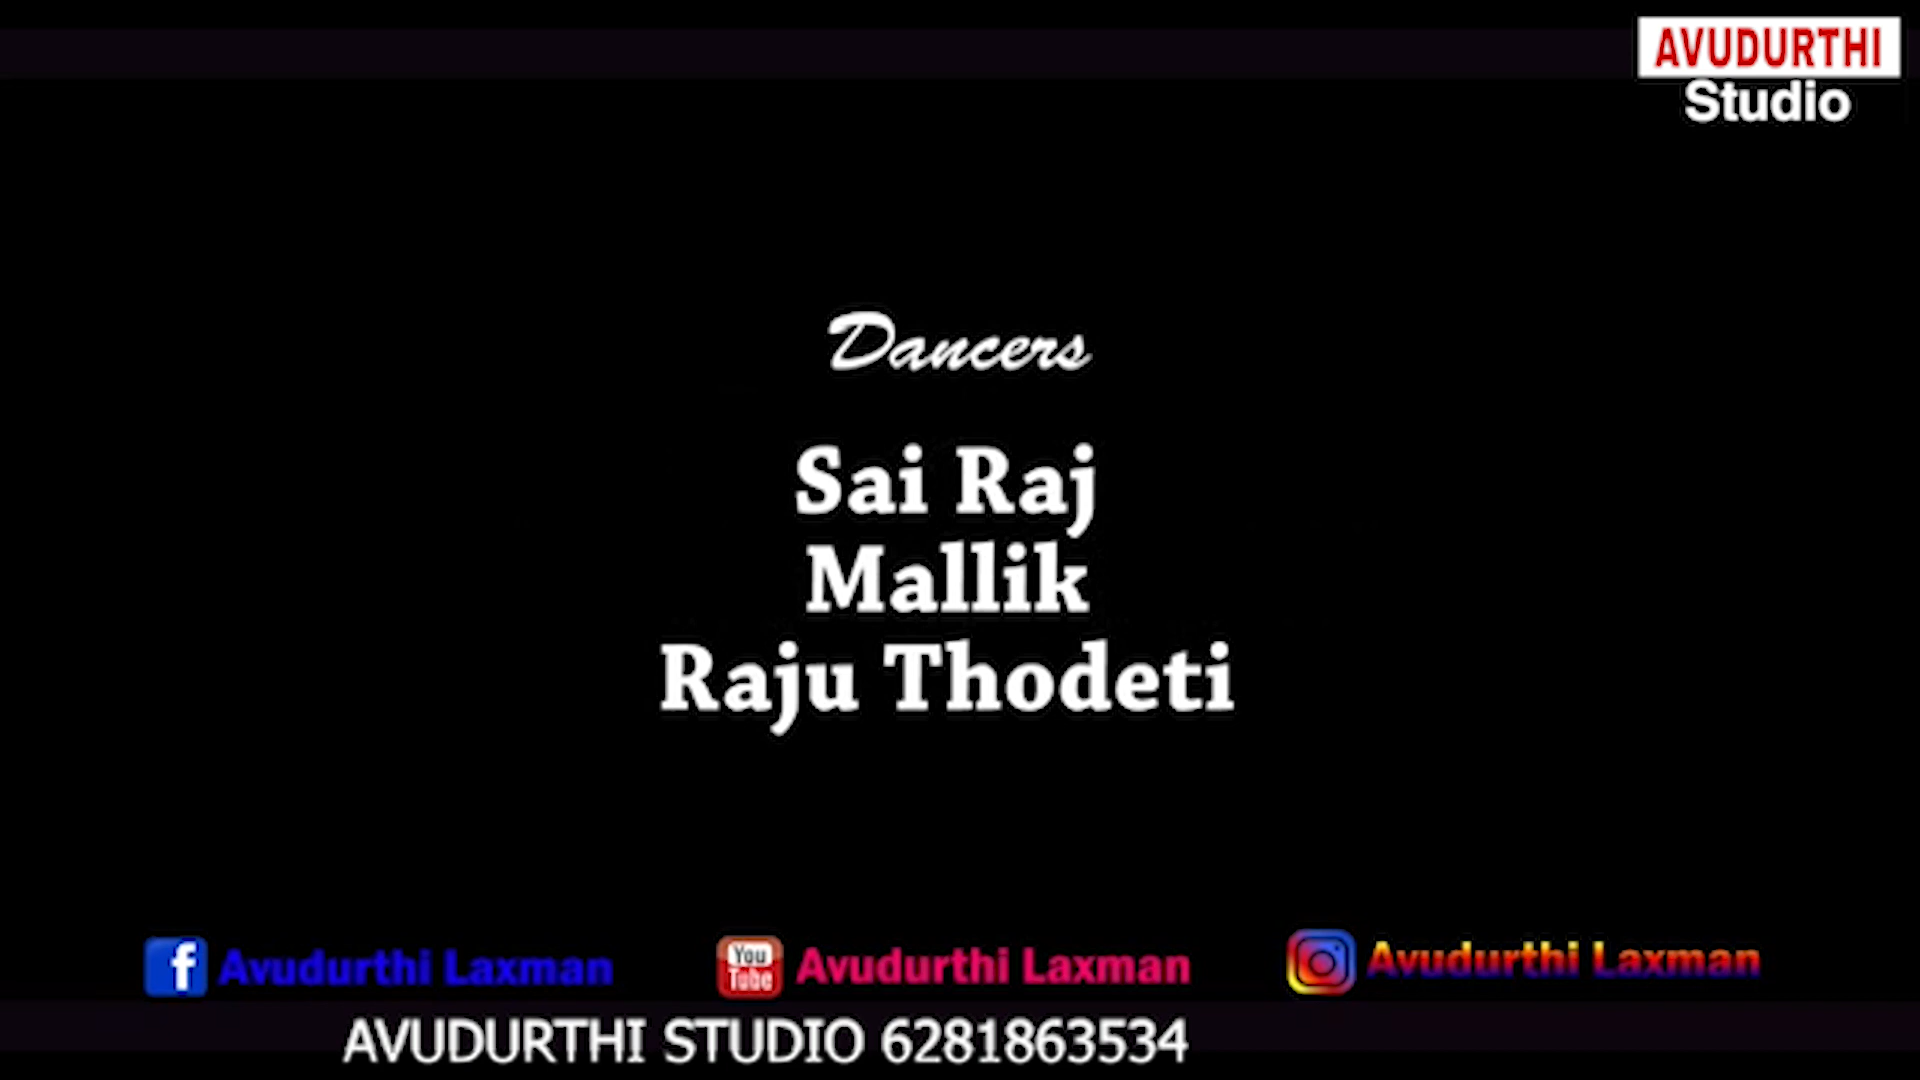 AVUDURTHI
Studio
Dancers
Sai Raj
Mallik
Raju Thodeti
f Avudurthi Laxman
You Tube Avudurthi Laxman
Avudurthi Laxman
AVUDURTHI STUDIO 6281863534